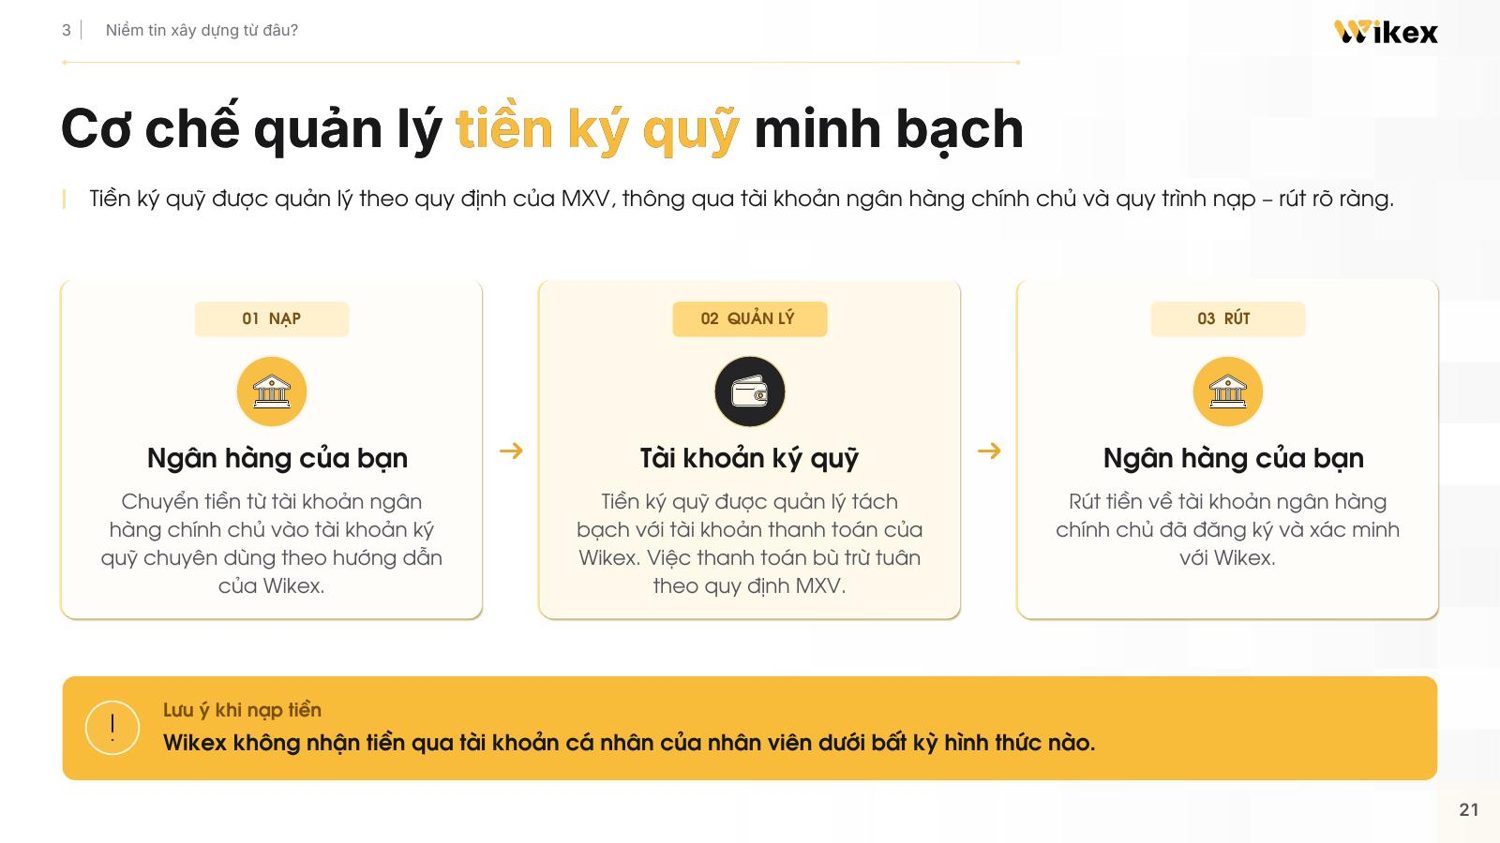 3 Niềm tin xây dựng từ đâu?
Wikex
Cơ chế quản lý tiền ký quỹ minh bạch
Tiền ký quỹ được quản lý theo quy định của MXV, thông qua tài khoản ngân hàng chính chủ và quy trình nạp – rút rõ ràng.
01 NẠP
Ngân hàng của bạn
Chuyển tiền từ tài khoản ngân
hàng chính chủ vào tài khoản ký
quỹ chuyên dùng theo hướng dẫn
của Wikex.
→
02 QUẢN LÝ
Tài khoản ký quỹ
Tiền ký quỹ được quản lý tách
bạch với tài khoản thanh toán của
Wikex. Việc thanh toán bù trừ tuân
theo quy định MXV.
→
03 RÚT
Ngân hàng của bạn
Rút tiền về tài khoản ngân hàng
chính chủ đã đăng ký và xác minh
với Wikex.
!
Lưu ý khi nạp tiền
Wikex không nhận tiền qua tài khoản cá nhân của nhân viên dưới bất kỳ hình thức nào.
21